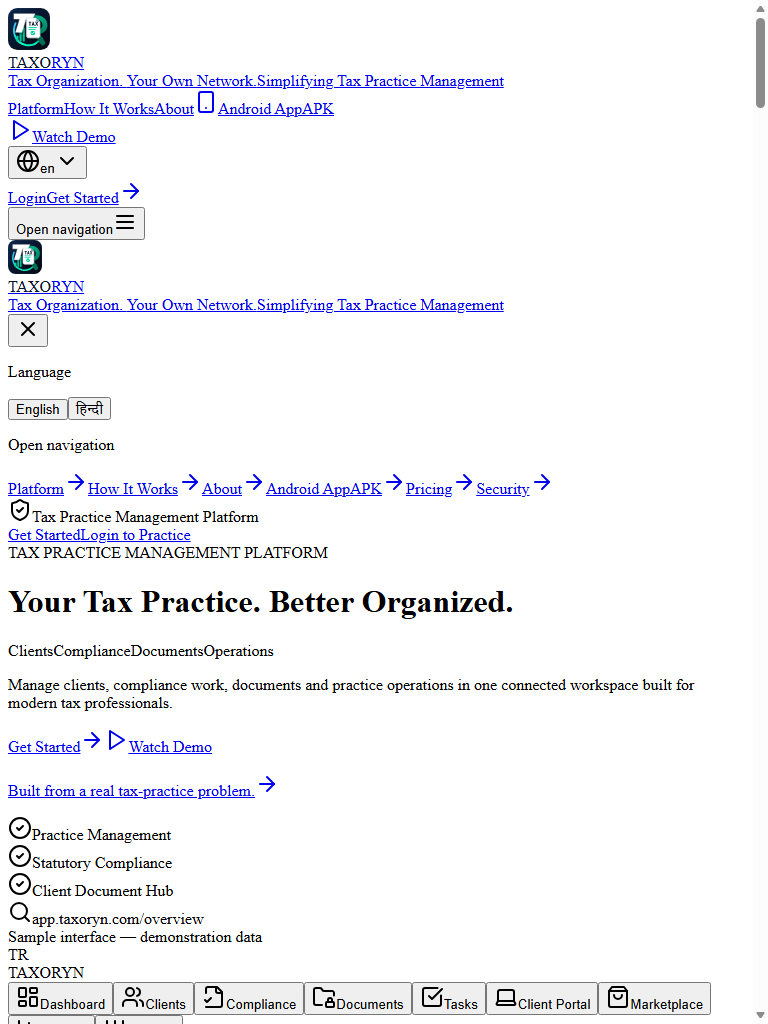 TAX
TAXORYN
Tax Organization. Your Own Network.Simplifying Tax Practice Management
PlatformHow It WorksAbout Android AppAPK
Watch Demo
en
LoginGet Started
Open navigation
TAX
TAXORYN
Tax Organization. Your Own Network.Simplifying Tax Practice Management
Language
English हिन्दी
Open navigation
Platform How It Works About Android AppAPK Pricing Security
Tax Practice Management Platform
Get StartedLogin to Practice
TAX PRACTICE MANAGEMENT PLATFORM
Your Tax Practice. Better Organized.
ClientsComplianceDocumentsOperations
Manage clients, compliance work, documents and practice operations in one connected workspace built for
modern tax professionals.
Get Started Watch Demo
Built from a real tax-practice problem.
Practice Management
Statutory Compliance
Client Document Hub
app.taxoryn.com/overview
Sample interface — demonstration data
TR
TAXORYN
Dashboard Clients Compliance Documents Tasks Client Portal Marketplace